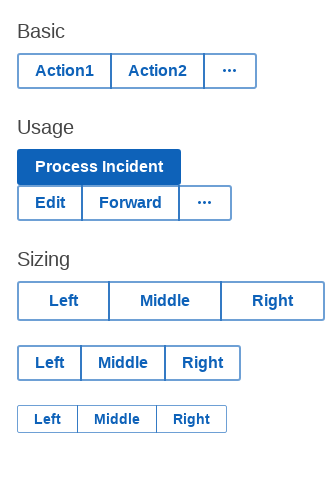 Basic
Action1 Action2 ...
Usage
Process Incident
Edit Forward ...
Sizing
Left Middle Right
Left Middle Right
Left Middle Right